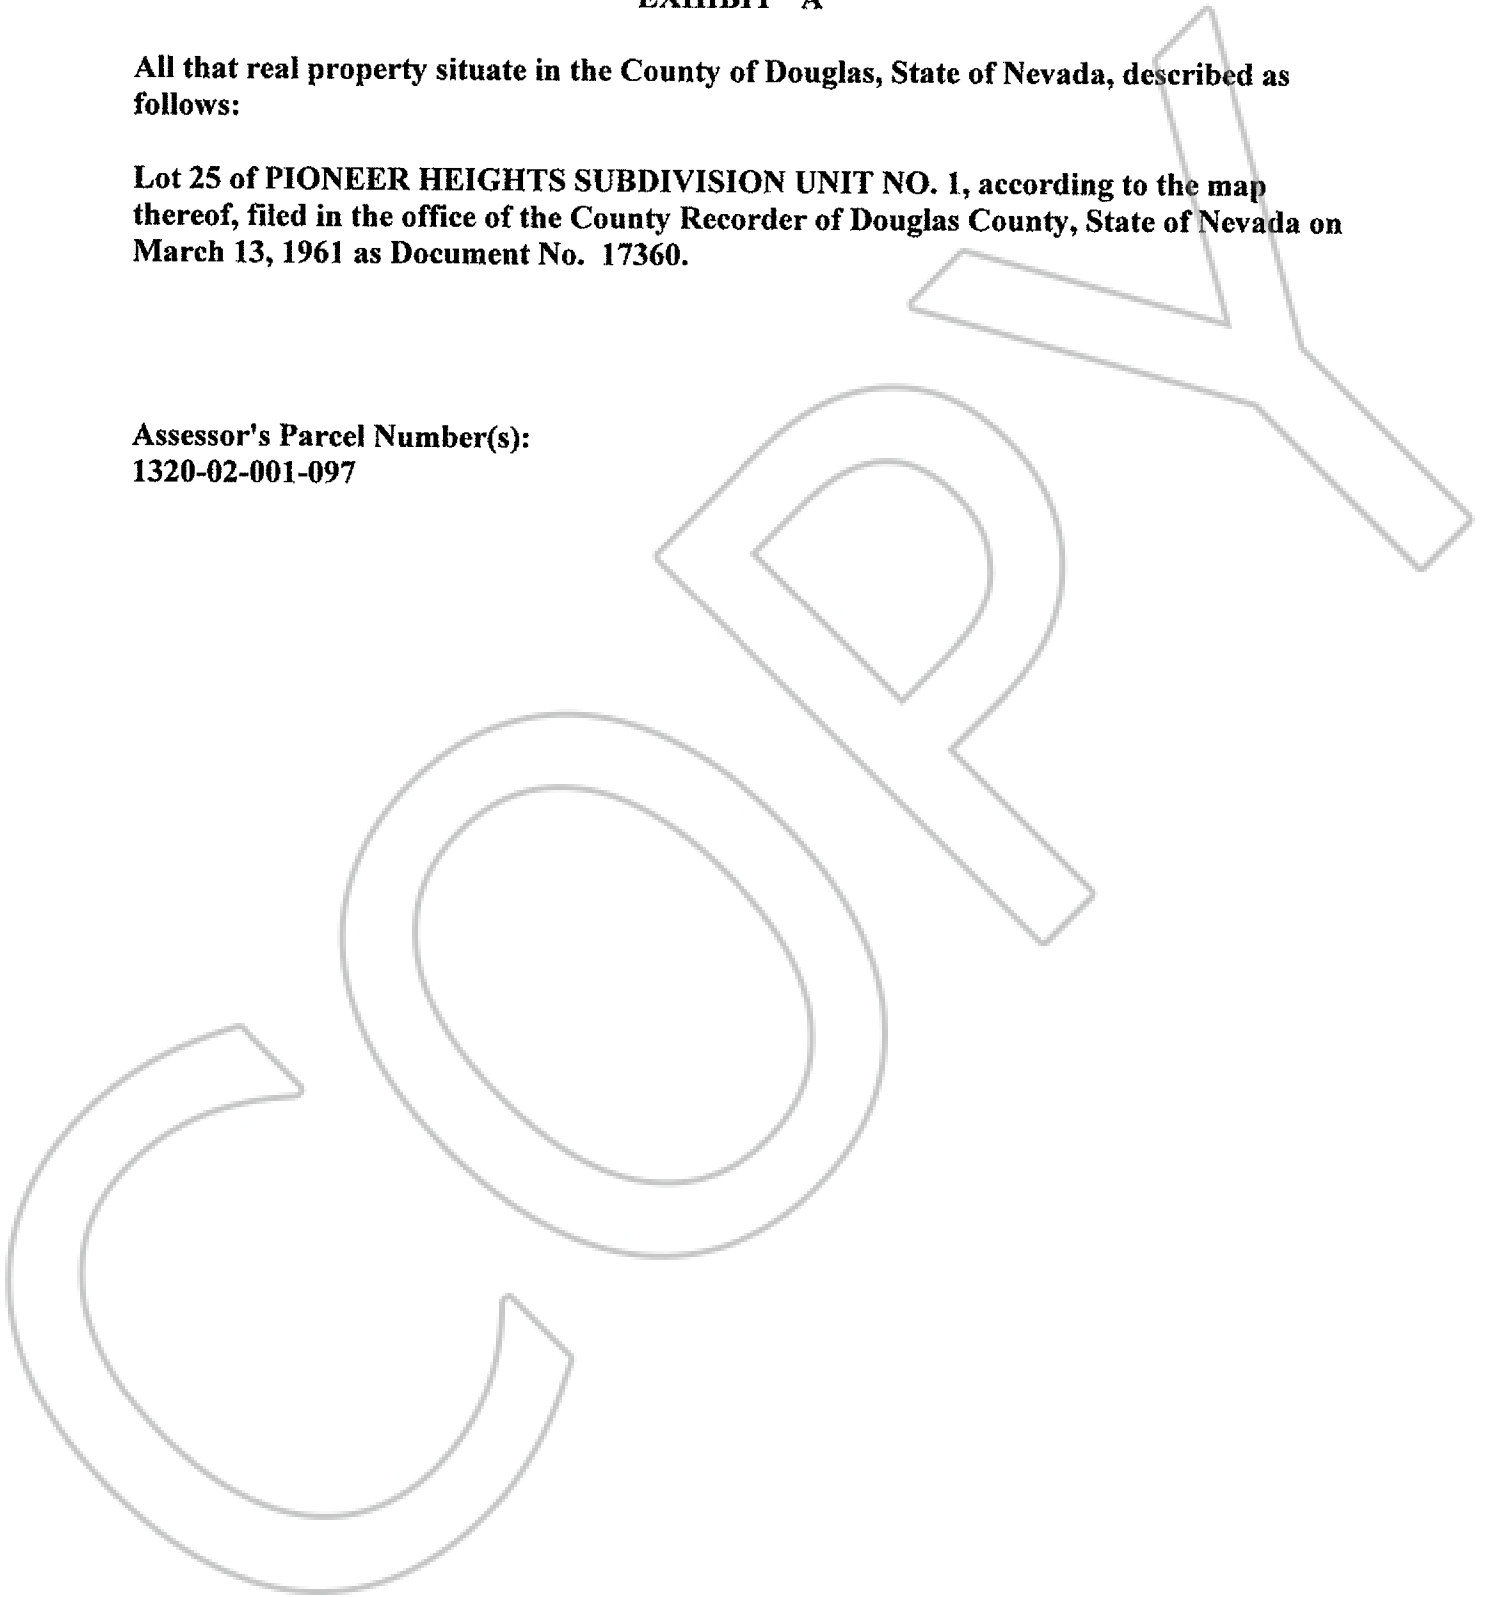 EXHIBIT "A"
All that real property situate in the County of Douglas, State of Nevada, described as
follows:
Lot 25 of PIONEER HEIGHTS SUBDIVISION UNIT NO. 1, according to the map
thereof, filed in the office of the County Recorder of Douglas County, State of Nevada on
March 13, 1961 as Document No. 17360.
Assessor's Parcel Number(s):
1320-02-001-097
COPY